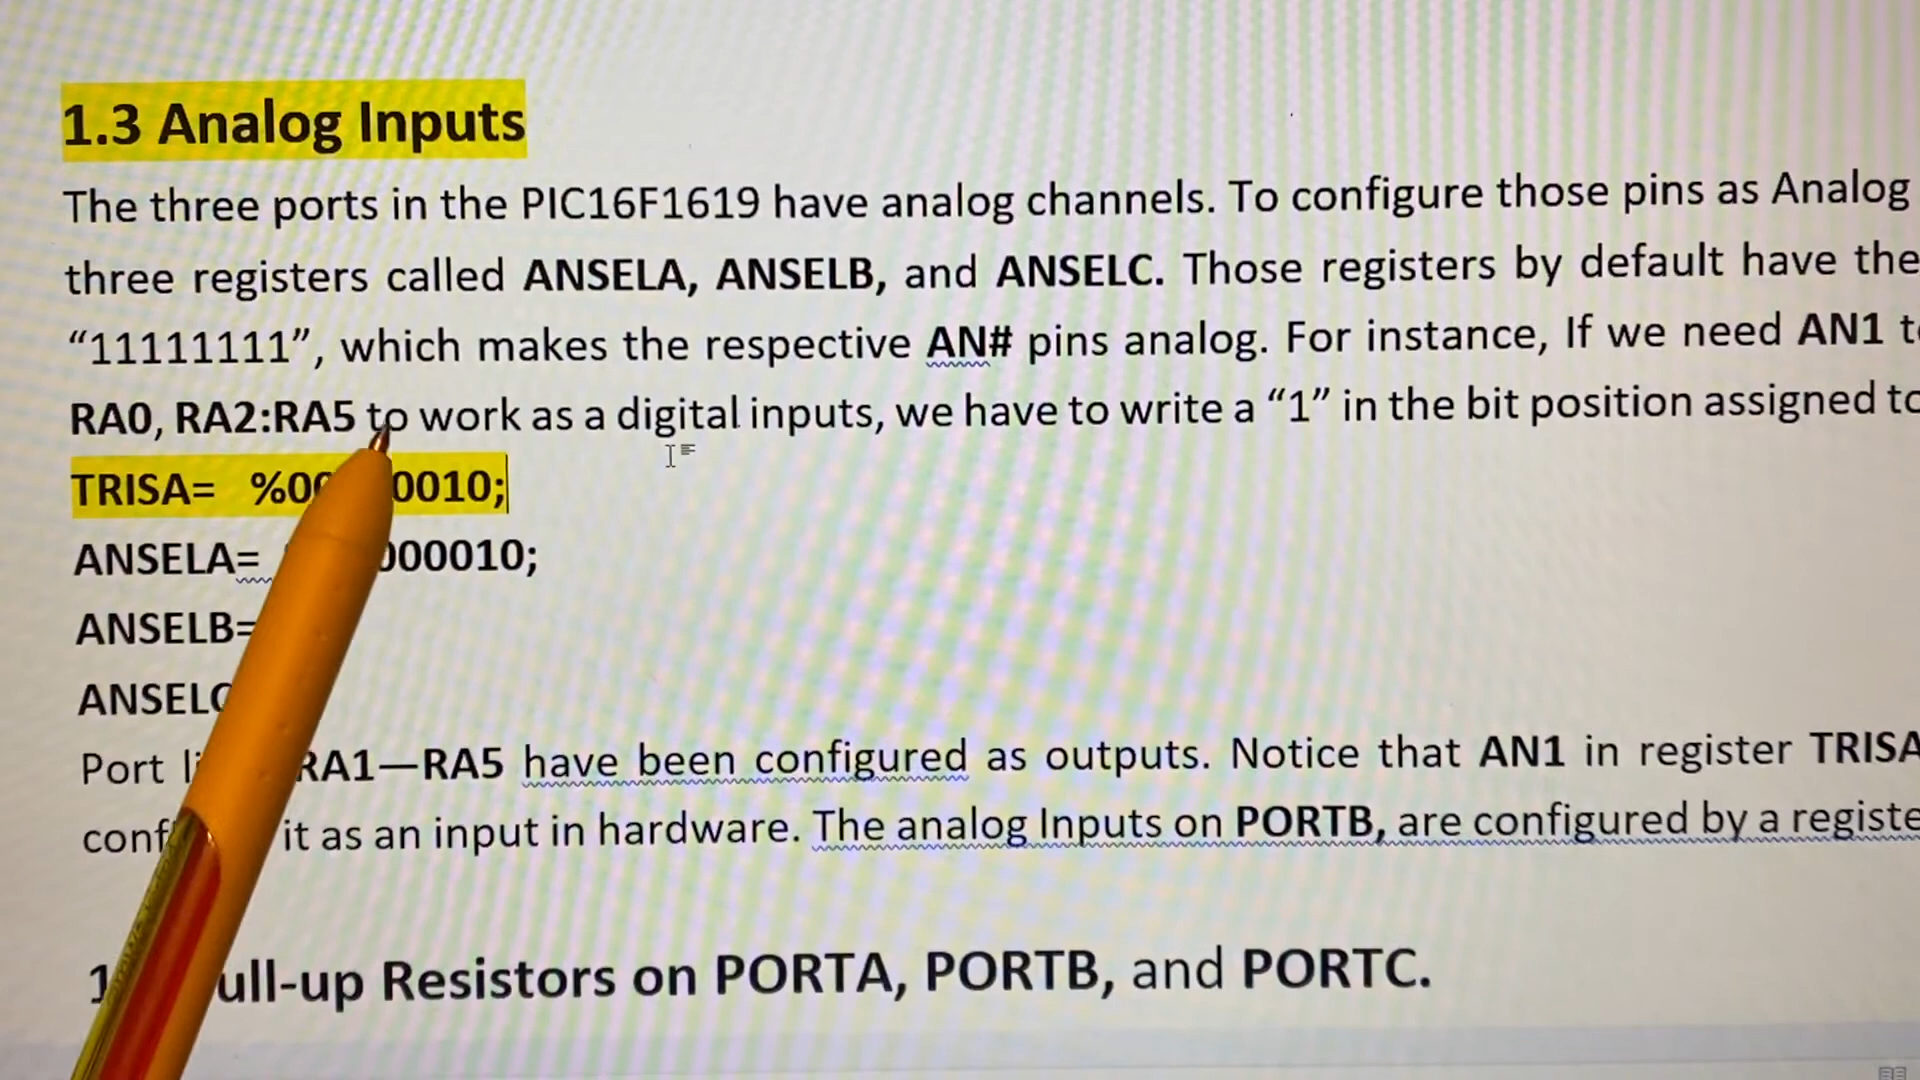 1.3 Analog Inputs
The three ports in the PIC16F1619 have analog channels. To configure those pins as Analog
three registers called ANSELA, ANSELB, and ANSELC. Those registers by default have the
“11111111”, which makes the respective AN# pins analog. For instance, If we need AN1
RA0, RA2:RA5 to work as a digital inputs, we have to write a “1” in the bit position assigned to
TRISA= %00 0010;
ANSELA= 000010;
ANSELB=
ANSELC
Port RA1—RA5 have been configured as outputs. Notice that AN1 in register TRISA
it as an input in hardware. The analog Inputs on PORTB, are configured by a
Resistors on PORTA, PORTB, and PORTC.